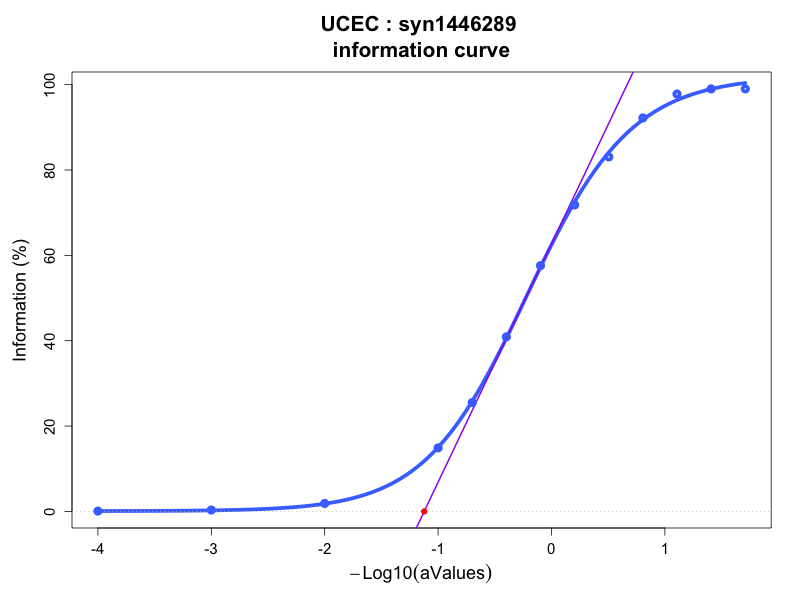 UCEC : syn1446289
information curve
Information (%)
100
80
60
40
20
0
-4 -3 -2 -1 0 1
−Log10(aValues)